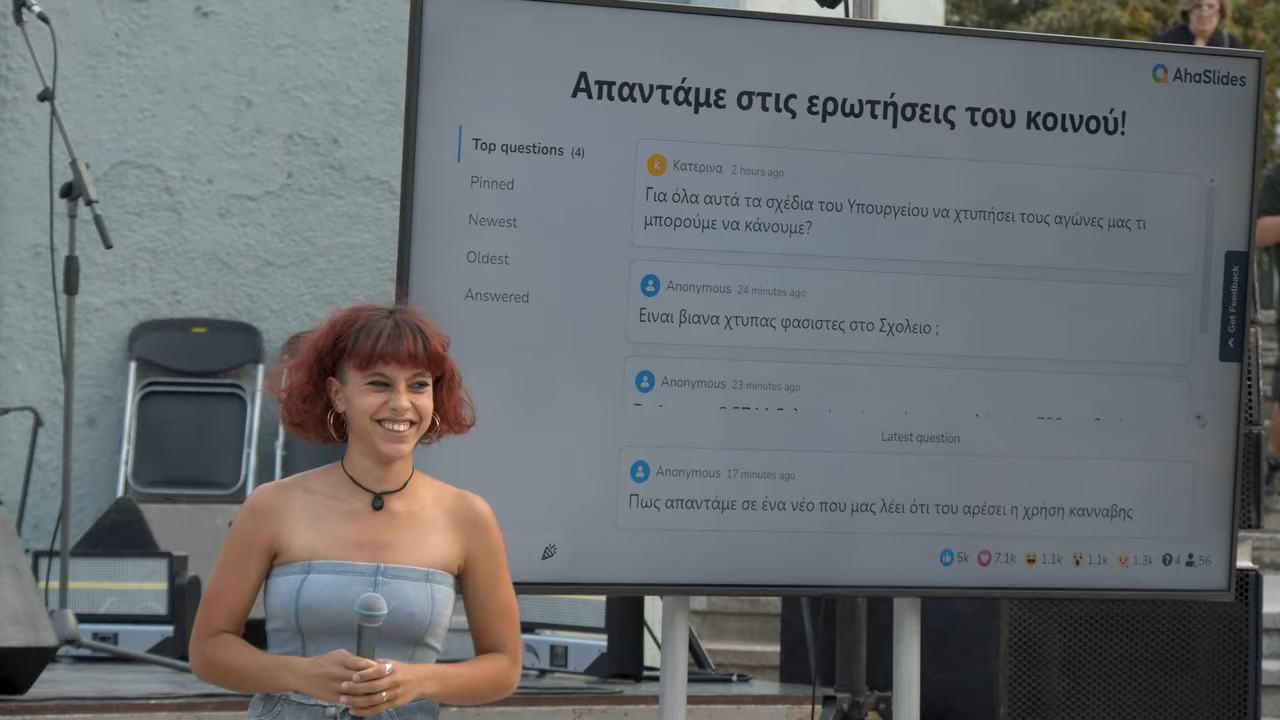 AhaSlides
Απαντάμε στις ερωτήσεις του κοινού!
Top questions (4)
Pinned
Newest
Oldest
Answered
K Κατερινα 2 hours ago
Για όλα αυτά τα σχέδια του Υπουργείου να χτυπήσει τους αγώνες μας τι
μπορούμε να κάνουμε?
Anonymous 24 minutes ago
Ειναι βιανα χτυπας φασιστες στο Σχολειο ;
Anonymous 23 minutes ago
Latest question
Anonymous 17 minutes ago
Πως απαντάμε σε ένα νέο που μας λέει ότι του αρέσει η χρήση κανναβης
5k 7.1k 1.1k 1.1k 1.3k 4 56
Get Feedback